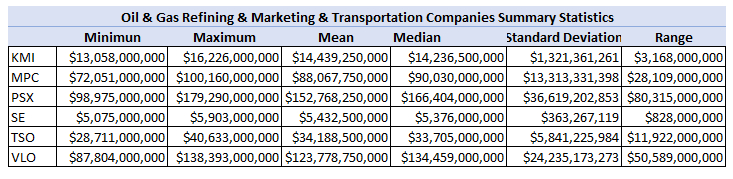 Oil & Gas Refining & Marketing & Transportation Companies Summary Statistics
Minimun Maximum Mean Median Standard Deviation Range
KMI $13,058,000,000 $16,226,000,000 $14,439,250,000 $14,236,500,000 $1,321,361,261 $3,168,000,000
MPC $72,051,000,000 $100,160,000,000 $88,067,750,000 $90,030,000,000 $13,313,331,398 $28,109,000,000
PSX $98,975,000,000 $179,290,000,000 $152,768,250,000 $166,404,000,000 $36,619,202,853 $80,315,000,000
SE $5,075,000,000 $5,903,000,000 $5,432,500,000 $5,376,000,000 $363,267,119 $828,000,000
TSO $28,711,000,000 $40,633,000,000 $34,188,500,000 $33,705,000,000 $5,841,225,984 $11,922,000,000
VLO $87,804,000,000 $138,393,000,000 $123,778,750,000 $134,459,000,000 $24,235,173,273 $50,589,000,000